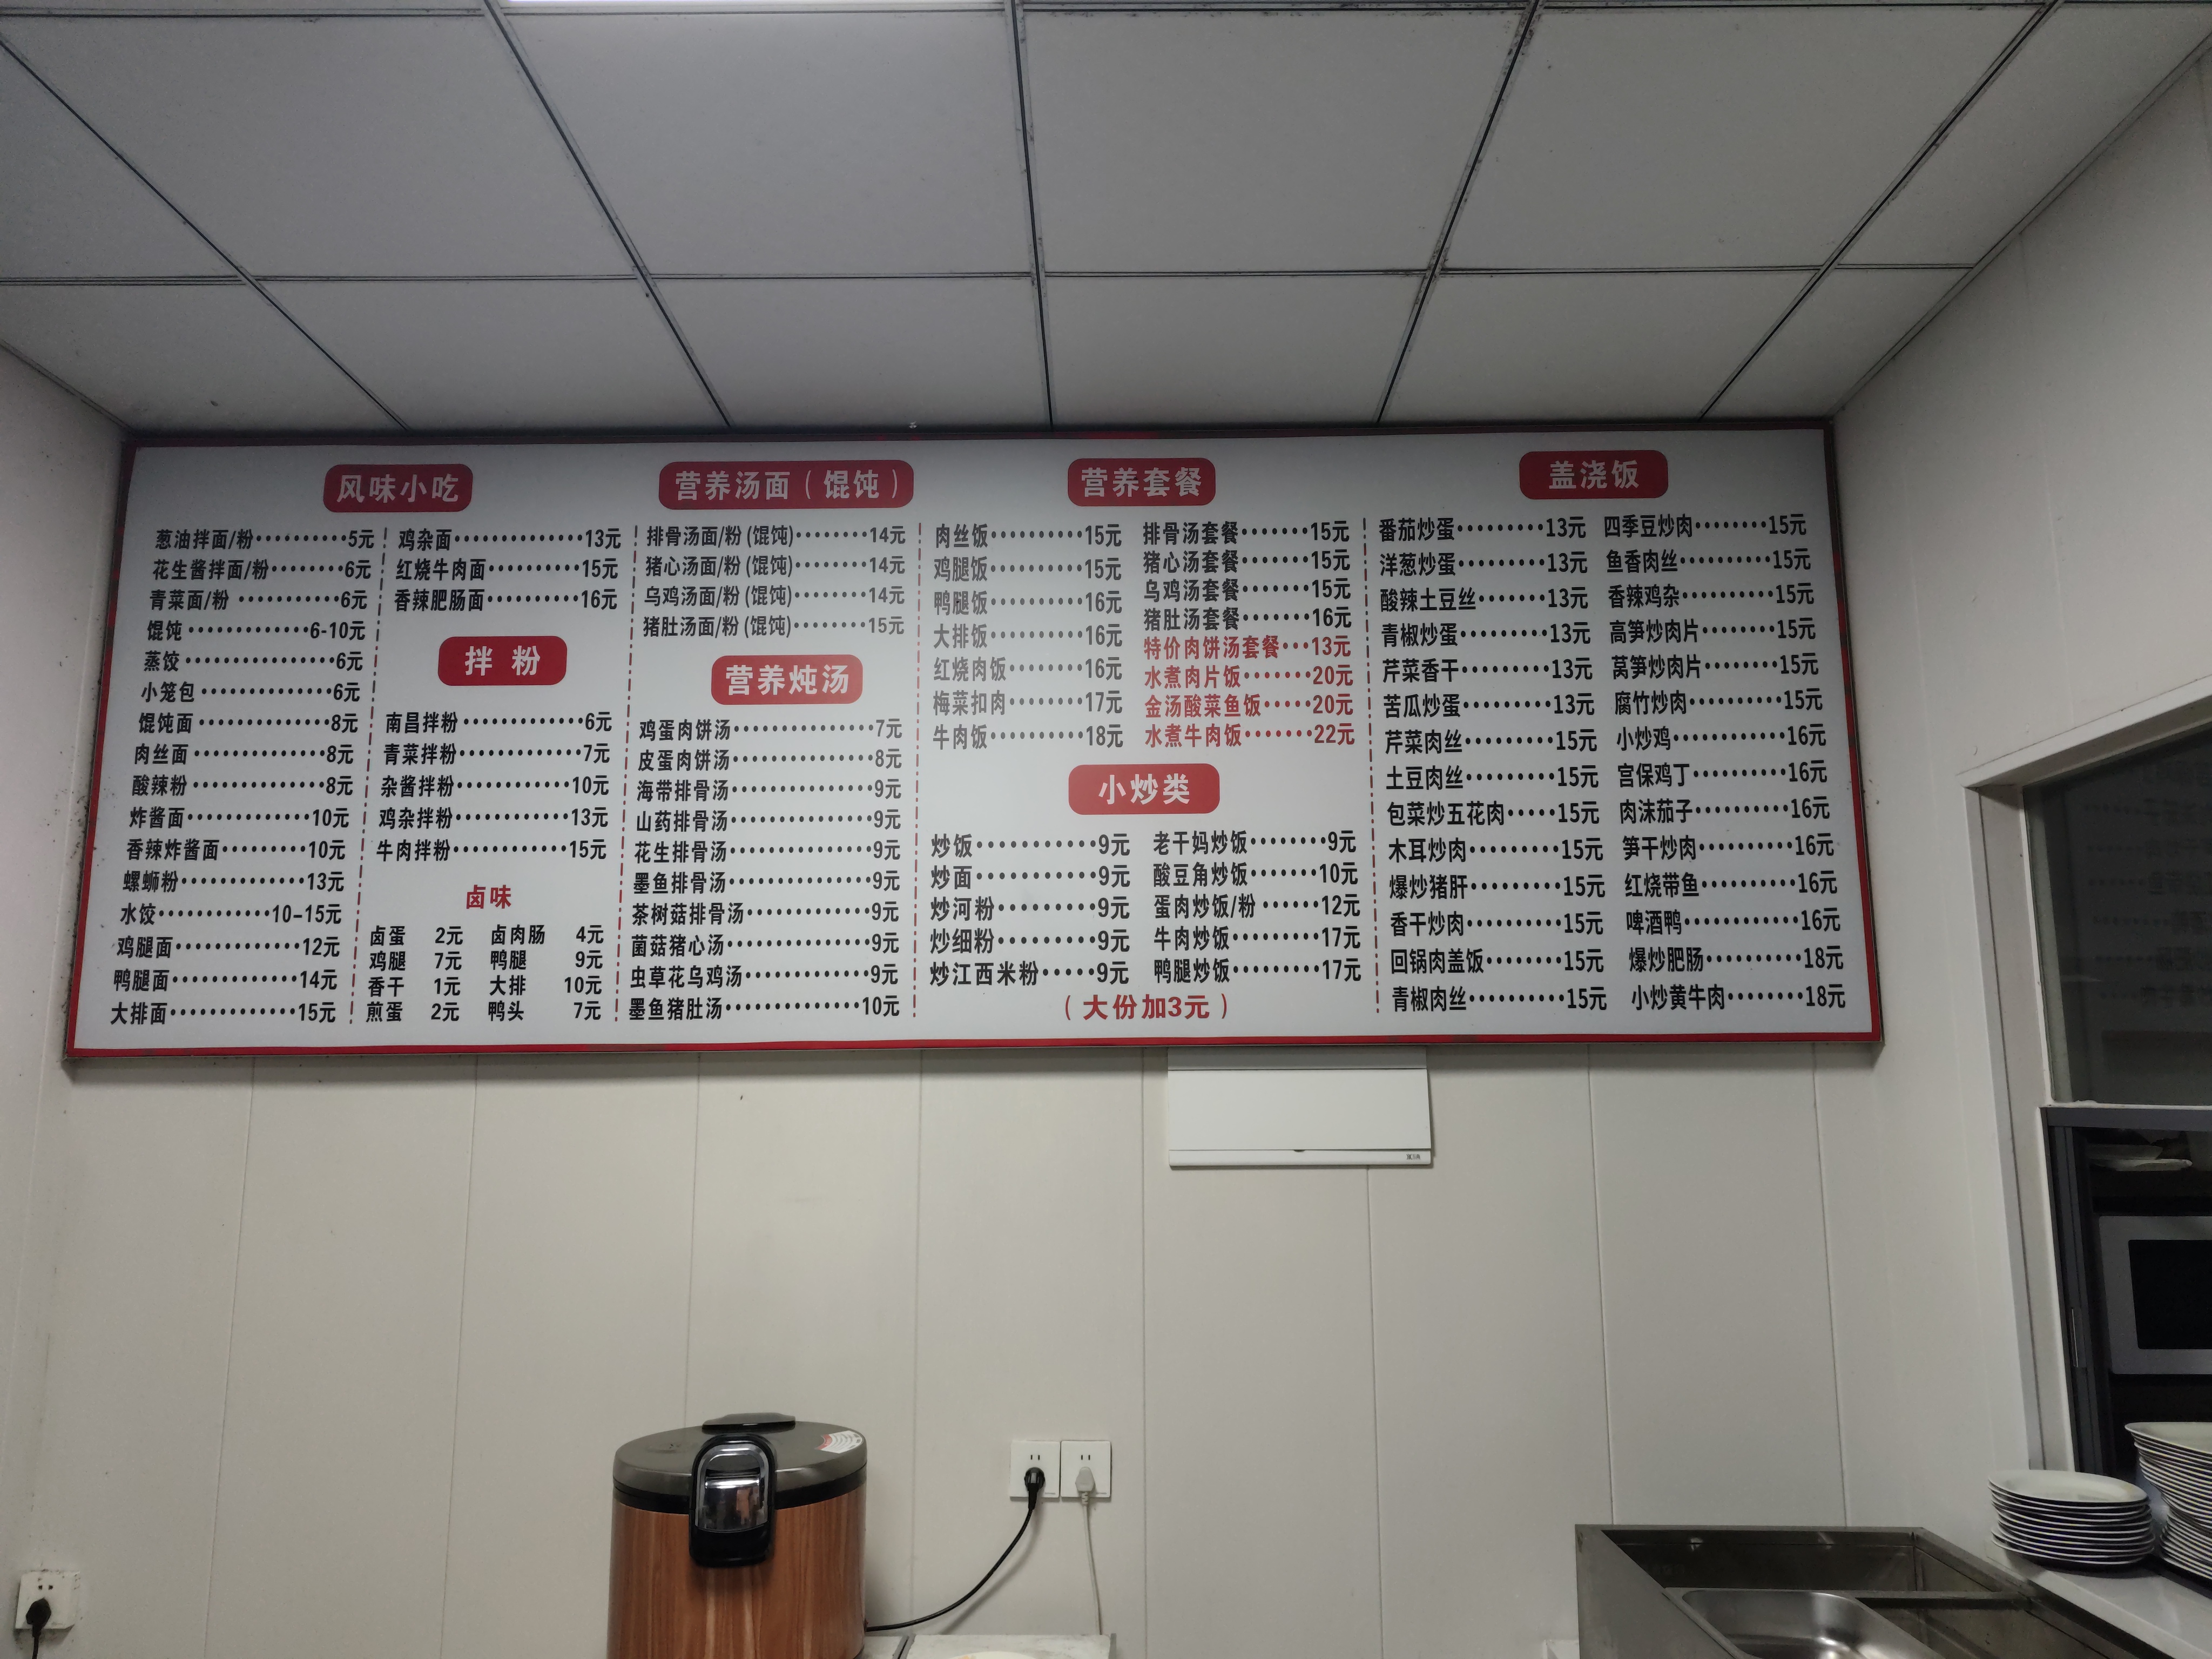 风味小吃
葱油拌面/粉··········5元
花生酱拌面/粉········6元
青菜面/粉···········6元
馄饨·············6-10元
蒸饺················6元
小笼包··············6元
馄饨面·············8元
肉丝面·············8元
酸辣粉·············8元
炸酱面············10元
香辣炸酱面·········10元
螺蛳粉············13元
水饺···········10-15元
鸡腿面············12元
鸭腿面············14元
大排面·············15元
鸡杂面············13元
红烧牛肉面·········15元
香辣肥肠面·········16元
拌 粉
南昌拌粉············6元
青菜拌粉············7元
杂酱拌粉···········10元
鸡杂拌粉···········13元
牛肉拌粉···········15元
卤味
卤蛋 2元 卤肉肠 4元
鸡腿 7元 鸭腿 9元
香干 1元 大排 10元
煎蛋 2元 鸭头 7元
营养汤面（馄饨）
排骨汤面/粉(馄饨)········14元
猪心汤面/粉(馄饨)········14元
乌鸡汤面/粉(馄饨)········14元
猪肚汤面/粉(馄饨)········15元
营养炖汤
鸡蛋肉饼汤··············7元
皮蛋肉饼汤··············8元
海带排骨汤··············9元
山药排骨汤··············9元
花生排骨汤··············9元
墨鱼排骨汤··············9元
茶树菇排骨汤············9元
菌菇猪心汤··············9元
虫草花乌鸡汤············9元
墨鱼猪肚汤·············10元
营养套餐
肉丝饭··········15元
鸡腿饭··········15元
鸭腿饭··········16元
大排饭··········16元
红烧肉饭········16元
梅菜扣肉········17元
牛肉饭··········18元
排骨汤套餐·······15元
猪心汤套餐·······15元
乌鸡汤套餐·······15元
猪肚汤套餐·······16元
特价肉饼汤套餐···13元
水煮肉片饭·······20元
金汤酸菜鱼饭·····20元
水煮牛肉饭·······22元
小炒类
炒饭············9元
炒面············9元
炒河粉··········9元
炒细粉··········9元
炒江西米粉·····9元
老干妈炒饭········9元
酸豆角炒饭·······10元
蛋肉炒饭/粉······12元
牛肉炒饭·········17元
鸭腿炒饭·········17元
（大份加3元）
盖浇饭
番茄炒蛋·········13元
洋葱炒蛋·········13元
酸辣土豆丝·······13元
青椒炒蛋·········13元
芹菜香干·········13元
苦瓜炒蛋·········13元
芹菜肉丝·········15元
土豆肉丝·········15元
包菜炒五花肉·····15元
木耳炒肉·········15元
爆炒猪肝·········15元
香干炒肉·········15元
回锅肉盖饭········15元
青椒肉丝··········15元
四季豆炒肉········15元
鱼香肉丝··········15元
香辣鸡杂··········15元
高笋炒肉片········15元
莴笋炒肉片········15元
腐竹炒肉··········15元
小炒鸡············16元
宫保鸡丁··········16元
肉沫茄子··········16元
笋干炒肉··········16元
红烧带鱼··········16元
啤酒鸭············16元
爆炒肥肠··········18元
小炒黄牛肉········18元